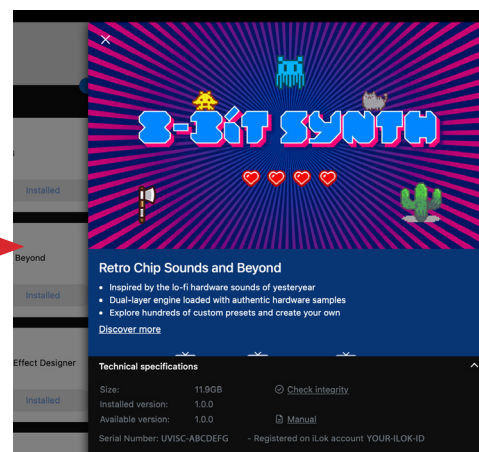 8-Bit SYNTH
s
Installed
Beyond
Installed
Effect Designer
Installed
Retro Chip Sounds and Beyond
• Inspired by the lo-fi hardware sounds of yesteryear
• Dual-layer engine loaded with authentic hardware samples
• Explore hundreds of custom presets and create your own
Discover more
Technical specifications
Size: 11.9GB Check integrity
Installed version: 1.0.0
Available version: 1.0.0 Manual
Serial Number: UVISC-ABCDEFG - Registered on iLok account YOUR-ILOK-ID